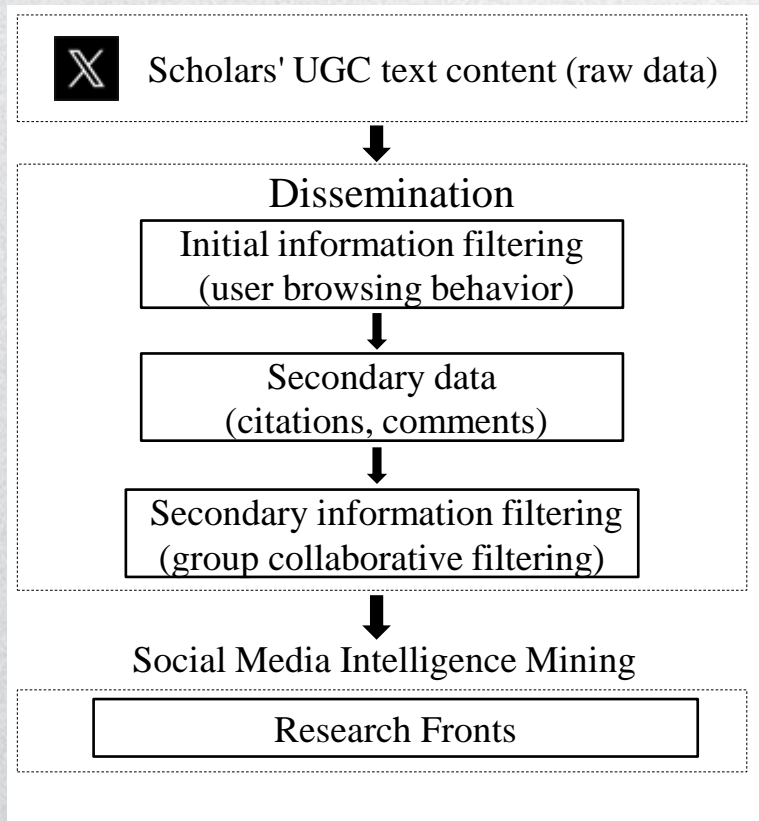 𝕏 Scholars' UGC text content (raw data)
Dissemination
Initial information filtering
(user browsing behavior)
Secondary data
(citations, comments)
Secondary information filtering
(group collaborative filtering)
Social Media Intelligence Mining
Research Fronts